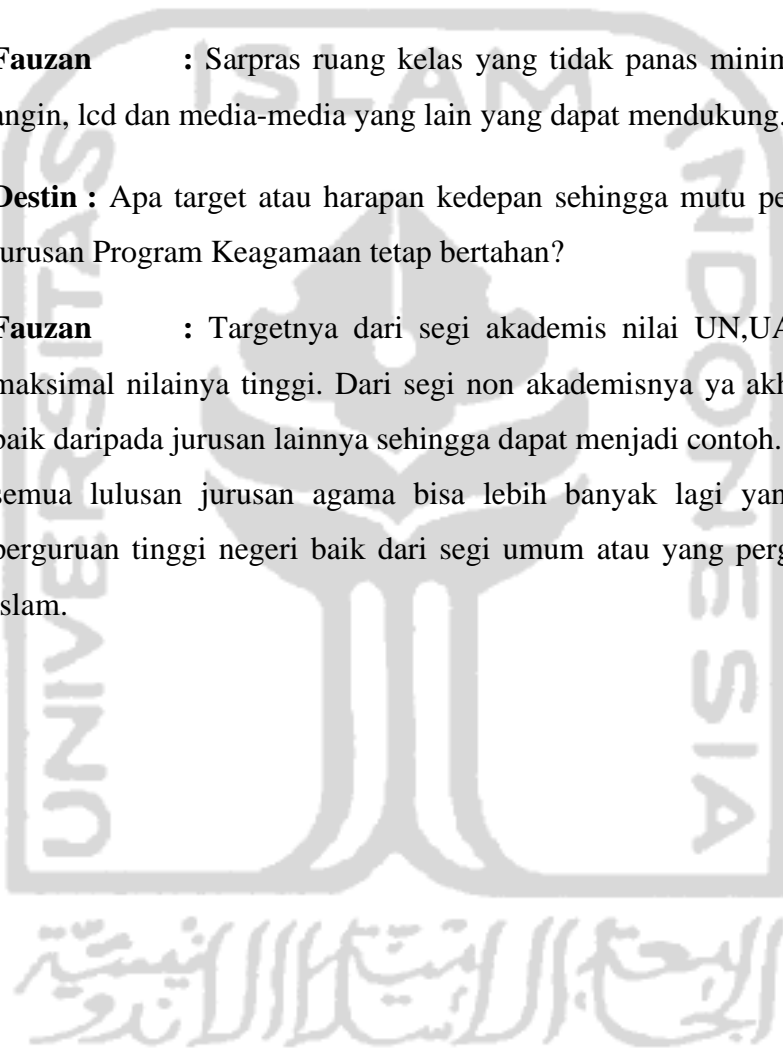 Fauzan : Sarpras ruang kelas yang tidak panas minim
angin, lcd dan media-media yang lain yang dapat mendukung.
Destin : Apa target atau harapan kedepan sehingga mutu pe
Jurusan Program Keagamaan tetap bertahan?
Fauzan : Targetnya dari segi akademis nilai UN,UA
maksimal nilainya tinggi. Dari segi non akademisnya ya akh
baik daripada jurusan lainnya sehingga dapat menjadi contoh.
semua lulusan jurusan agama bisa lebih banyak lagi yan
perguruan tinggi negeri baik dari segi umum atau yang perg
Islam.
ISLAM
UNIVERSITAS
INDONESIA